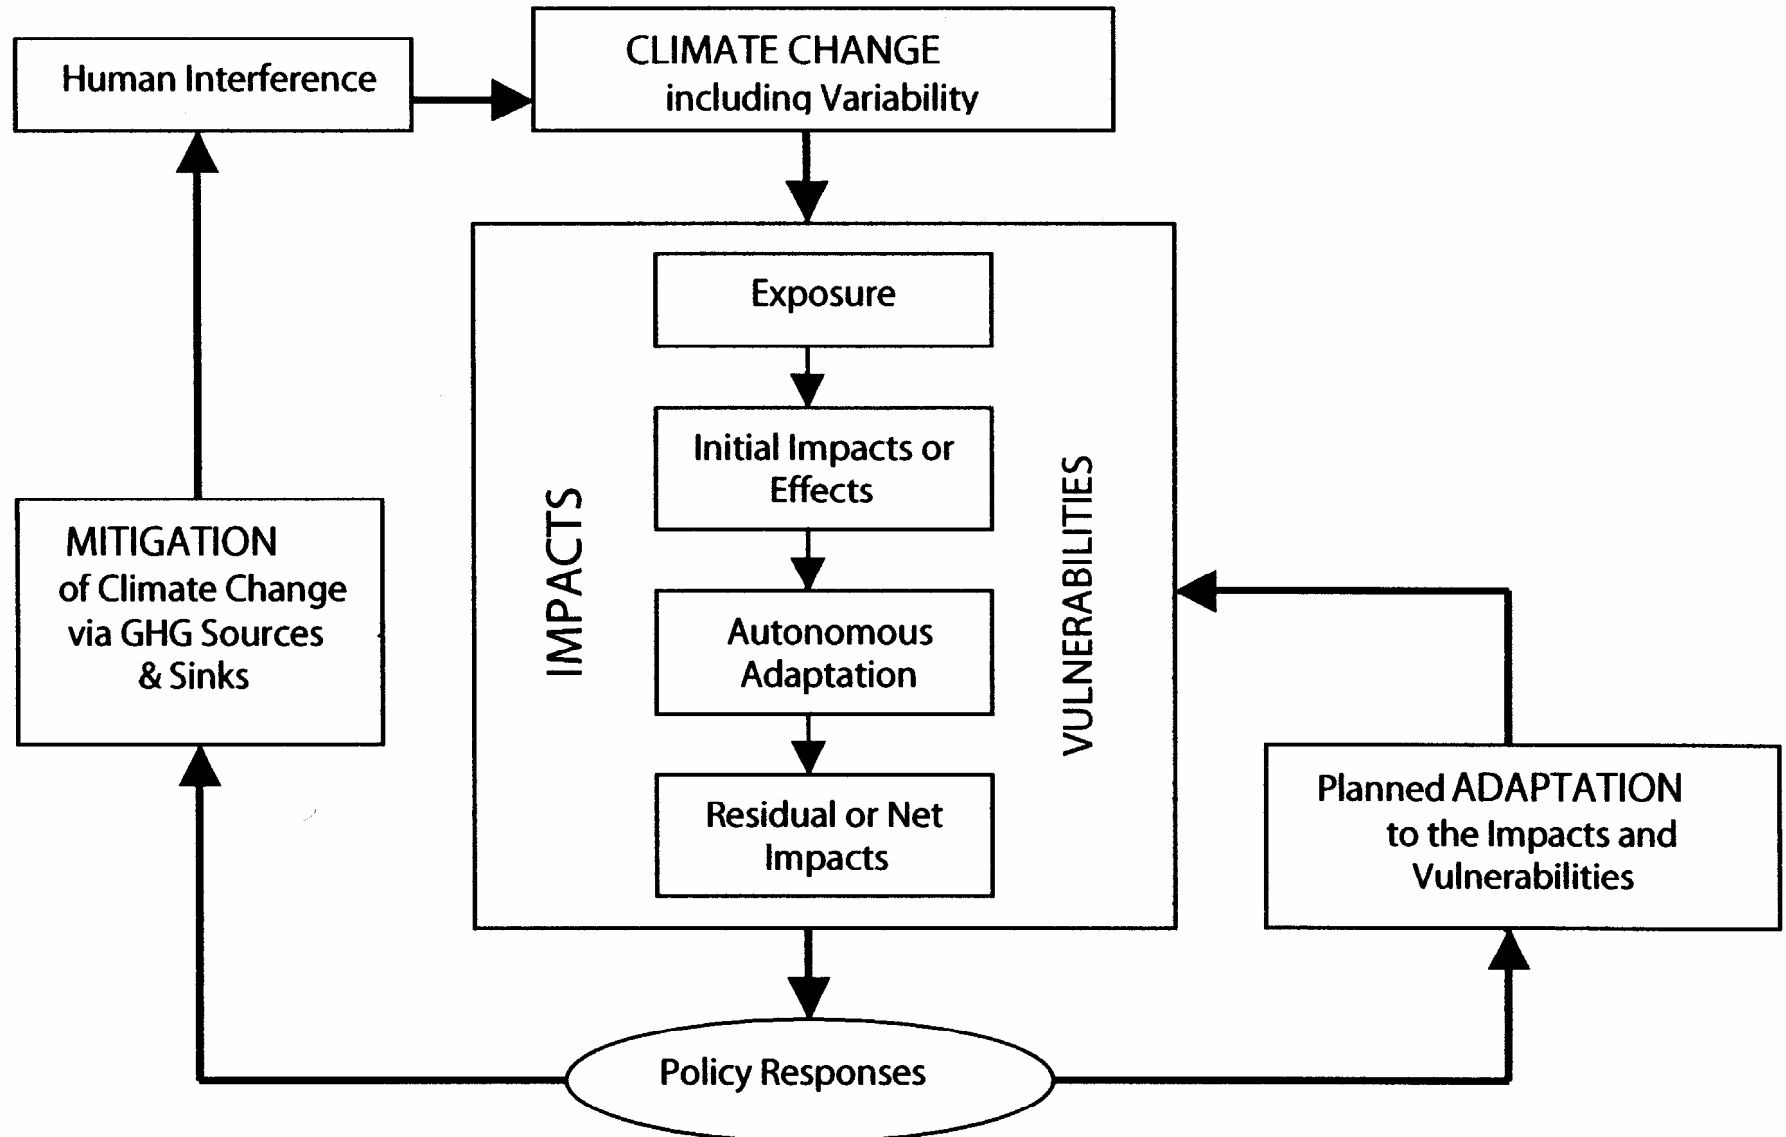 Human Interference
CLIMATE CHANGE
including Variability
Exposure
Initial Impacts or
Effects
IMPACTS
VULNERABILITIES
MITIGATION
of Climate Change
via GHG Sources
& Sinks
Autonomous
Adaptation
Residual or Net
Impacts
Planned ADAPTATION
to the Impacts and
Vulnerabilities
Policy Responses